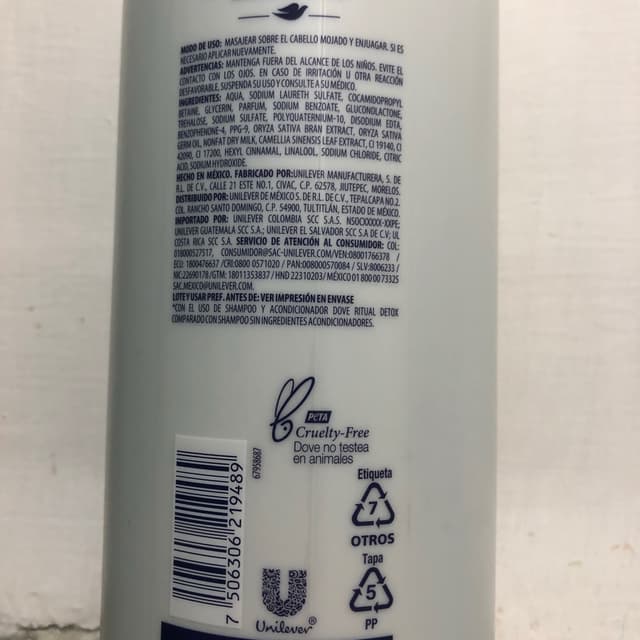 MODO DE USO: MASAJEAR SOBRE EL CABELLO MOJADO Y ENJUAGAR. SI ES
NECESARIO APLICAR NUEVAMENTE.
ADVERTENCIAS: MANTENGA FUERA DEL ALCANCE DE LOS NIÑOS. EVITE EL
CONTACTO CON LOS OJOS. EN CASO DE IRRITACIÓN U OTRA REACCIÓN
DESFAVORABLE, SUSPENDA SU USO Y CONSULTE A SU MÉDICO.
INGREDIENTES: AQUA, SODIUM LAURETH SULFATE, COCAMIDOPROPYL
BETAINE, GLYCERIN, PARFUM, SODIUM BENZOATE, GLUCONOLACTONE,
TREHALOSE, SODIUM SULFATE, POLYQUATERNIUM-10, DISODIUM EDTA,
BENZOPHENONE-4, PPG-9, ORYZA SATIVA BRAN EXTRACT, ORYZA SATIVA
GERM OIL, NONFAT DRY MILK, CAMELLIA SINENSIS LEAF EXTRACT, CI 19140, CI
42090, CI 17200, HEXYL CINNAMAL, LINALOOL, SODIUM CHLORIDE, CITRIC
ACID, SODIUM HYDROXIDE.
HECHO EN MÉXICO. FABRICADO POR:UNILEVER MANUFACTURERA, S. DE
R.L. DE C.V., CALLE 21 ESTE NO.1, CIVAC, C.P. 62578, JIUTEPEC, MORELOS.
DISTRIBUIDO POR: UNILEVER DE MÉXICO S. DE R.L. DE C.V., TEPALCAPA NO.2
COL. RANCHO SANTO DOMINGO, C.P. 54900, TULTITLÁN, ESTADO DE MÉXICO.
IMPORTADO POR: UNILEVER COLOMBIA SCC S.A.S. NSOCXXXXX-XXPE;
UNILEVER GUATEMALA SCC S.A.; UNILEVER EL SALVADOR SCC S.A DE C.V; UL
COSTA RICA SCC S.A. SERVICIO DE ATENCIÓN AL CONSUMIDOR: COL:
018000527517, CONSUMIDOR@SAC-UNILEVER.COM/VEN:08001766378 /
ECU: 1800476637 /CRI:0800 0571020 / PAN:008000570084 / SLV:8006233 /
NIC:22690178 /GTM: 18011353837 / HND 22310203/ MÉXICO 01 800 00 73325
SAC.MEXICO@UNILEVER.COM.
LOTE Y USAR PREF. ANTES DE: VER IMPRESIÓN EN ENVASE
*CON EL USO DE SHAMPOO Y ACONDICIONADOR DOVE RITUAL DETOX
COMPARADO CON SHAMPOO SIN INGREDIENTES ACONDICIONADORES.
PETA
Cruelty-Free
Dove no testea
en animales
67958687
7 506306 219489
Unilever®
Etiqueta
7
OTROS
Tapa
5
PP